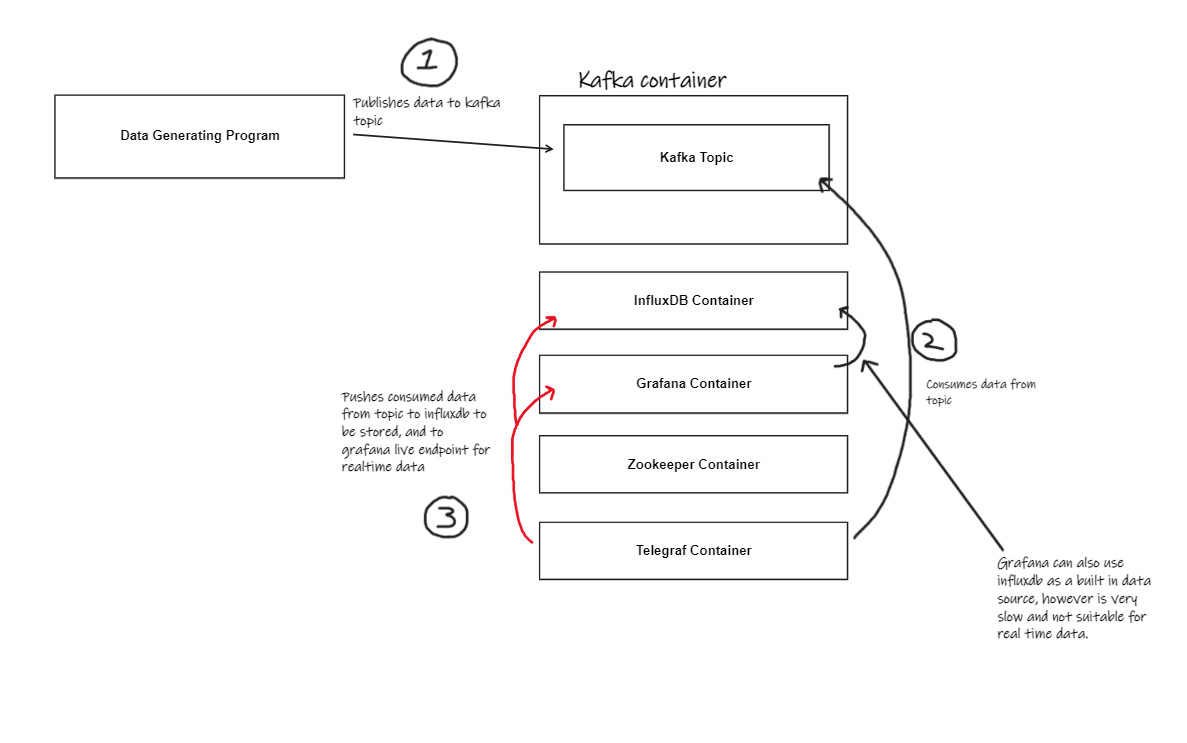 1
Kafka container
Publishes data to kafka
topic
Data Generating Program
Kafka Topic
InfluxDB Container
2
Grafana Container
Consumes data from
topic
Pushes consumed data
from topic to influxdb to
be stored, and to
grafana live endpoint for
realtime data
Zookeeper Container
3
Telegraf Container
Grafana can also use
influxdb as a built in data
source, however is very
slow and not suitable for
real time data.